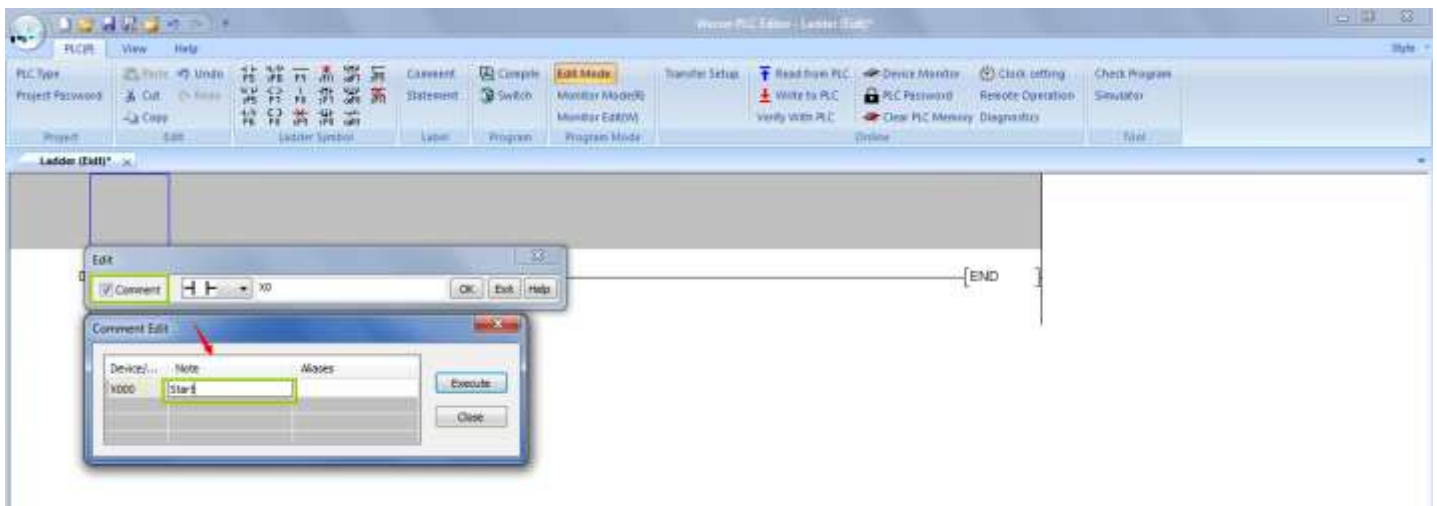 Wecon PLC Editor - Ladder (Edit)*
PLC(P) View Help Style
PLC Type Paste Undo Comment Compile Edit Mode Transfer Setup Read from PLC Device Monitor Clock setting Check Program
Project Password Cut Redo Statement Switch Monitor Mode(R) Write to PLC PLC Password Remote Operation Simulator
Copy Monitor Edit(W) Verify With PLC Clear PLC Memory Diagnostics
Project Edit Ladder Symbol Label Program Program Mode Online Tool
Ladder (Edit)*
Edit
Comment X0 OK Exit Help
[END ]
Comment Edit
Device/... Note Aliases
X000 Start
Execute
Close